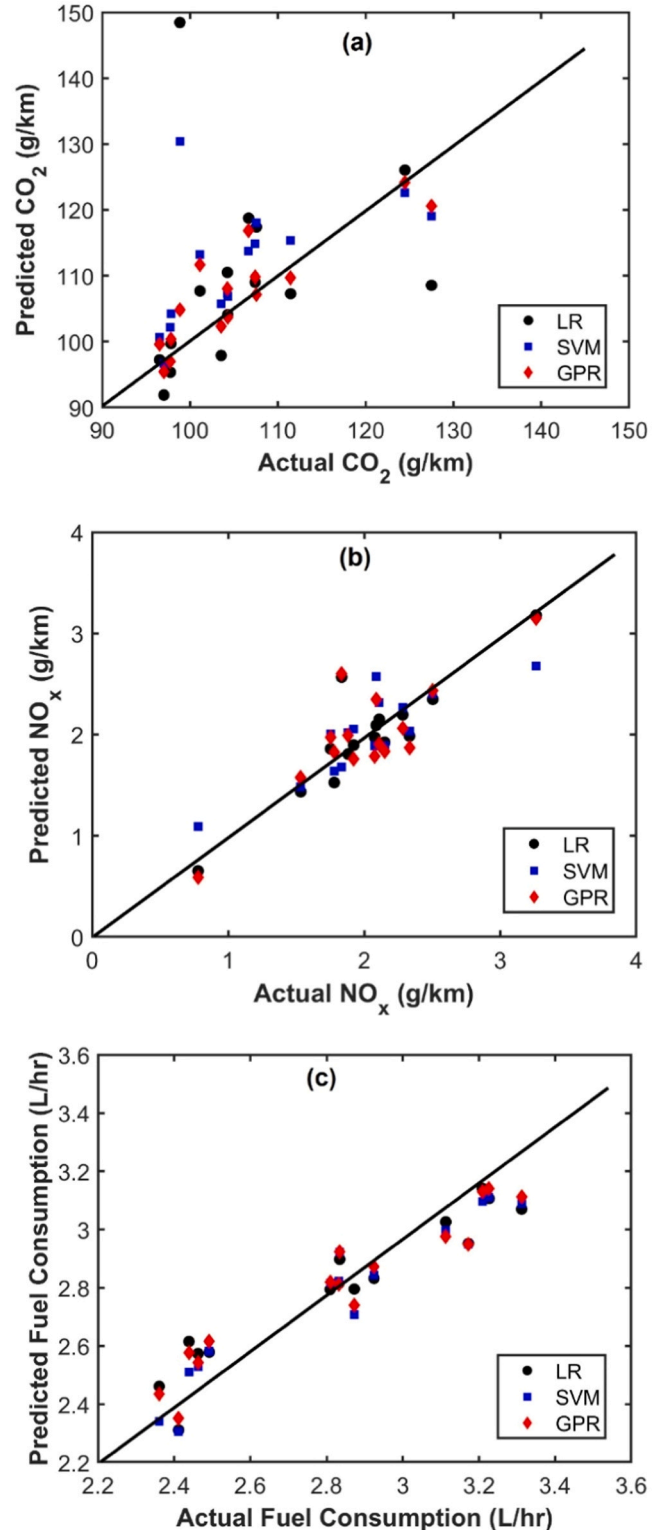 (a)
Predicted CO2 (g/km)
150
140
130
120
110
100
90
LR
SVM
GPR
90 100 110 120 130 140 150
Actual CO2 (g/km)
(b)
Predicted NOx (g/km)
4
3
2
1
0
LR
SVM
GPR
0 1 2 3 4
Actual NOx (g/km)
(c)
Predicted Fuel Consumption (L/hr)
3.6
3.4
3.2
3
2.8
2.6
2.4
2.2
LR
SVM
GPR
2.2 2.4 2.6 2.8 3 3.2 3.4 3.6
Actual Fuel Consumption (L/hr)